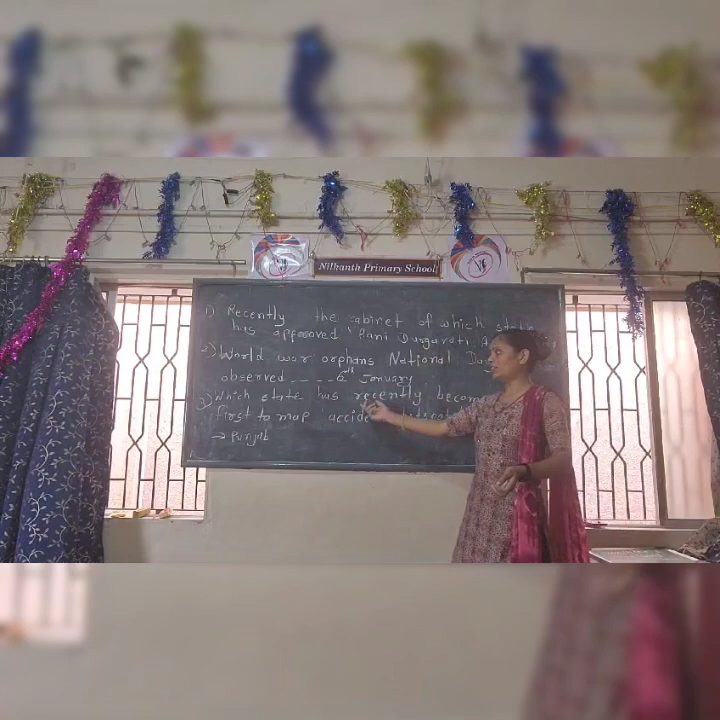 Nilkanth Primary School
1) Recently the cabinet of which state
has approved Rani Durgavati
2) World war orphans National Day
observed ____ 6th January
3) Which state has recently become
first to map accident
→ Punjab